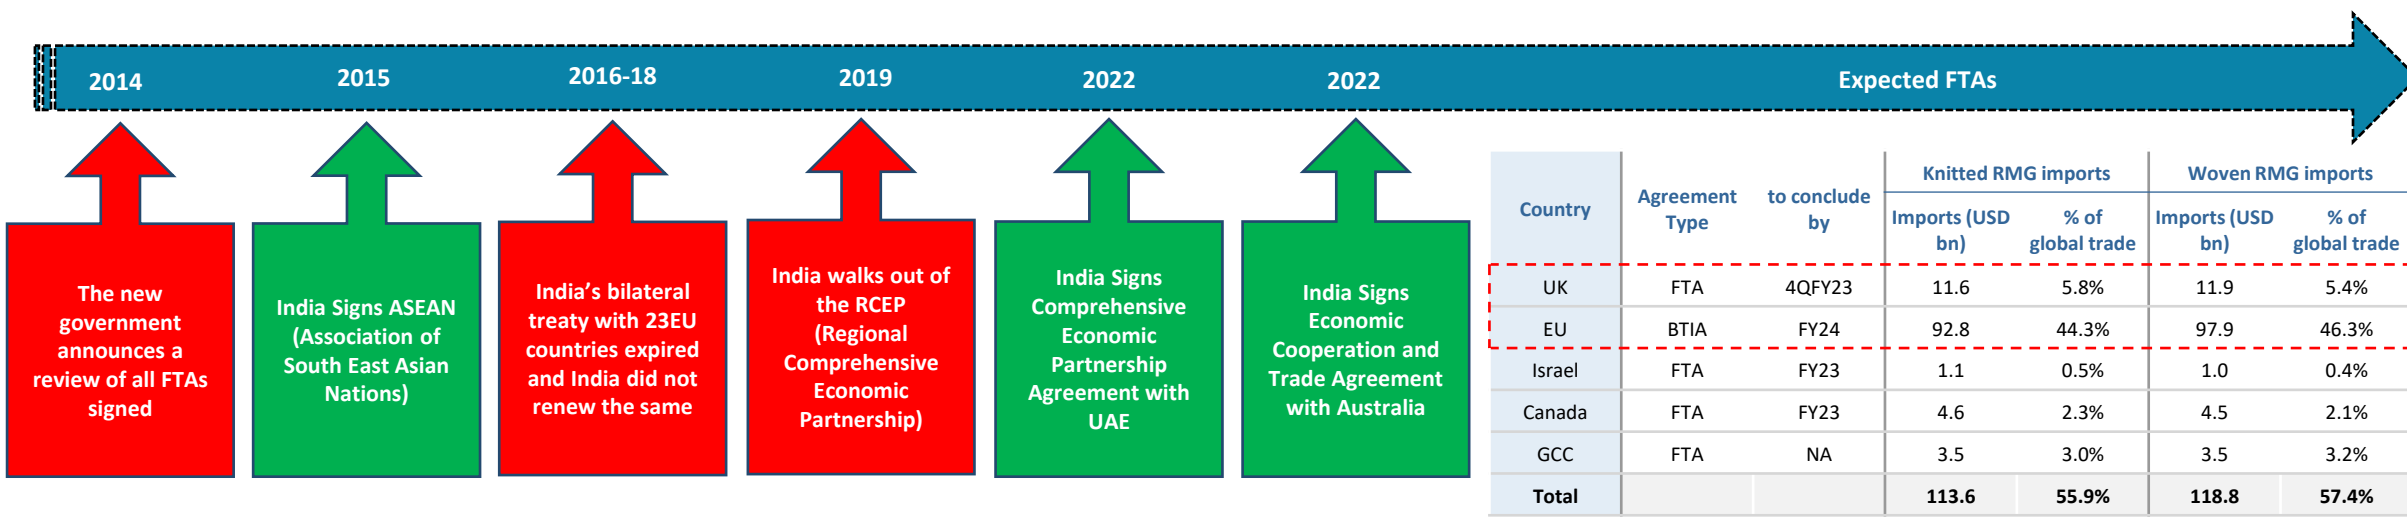 2014
2015
2016-18
2019
2022
2022
Expected FTAs
The new
government
announces a
review of all FTAs
signed
India Signs ASEAN
(Association of
South East Asian
Nations)
India's bilateral
treaty with 23EU
countries expired
and India did not
renew the same
India walks out of
the RCEP
(Regional
Comprehensive
Economic
Partnership)
India Signs
Comprehensive
Economic
Partnership
Agreement with
UAE
India Signs
Economic
Cooperation and
Trade Agreement
with Australia
Country
Agreement
Type
to conclude
by
Knitted RMG imports
Woven RMG imports
Imports (USD
bn)
% of
global trade
Imports (USD
bn)
% of
global trade
UK FTA 4QFY23 11.6 5.8% 11.9 5.4%
EU BTIA FY24 92.8 44.3% 97.9 46.3%
Israel FTA FY23 1.1 0.5% 1.0 0.4%
Canada FTA FY23 4.6 2.3% 4.5 2.1%
GCC FTA NA 3.5 3.0% 3.5 3.2%
Total 113.6 55.9% 118.8 57.4%